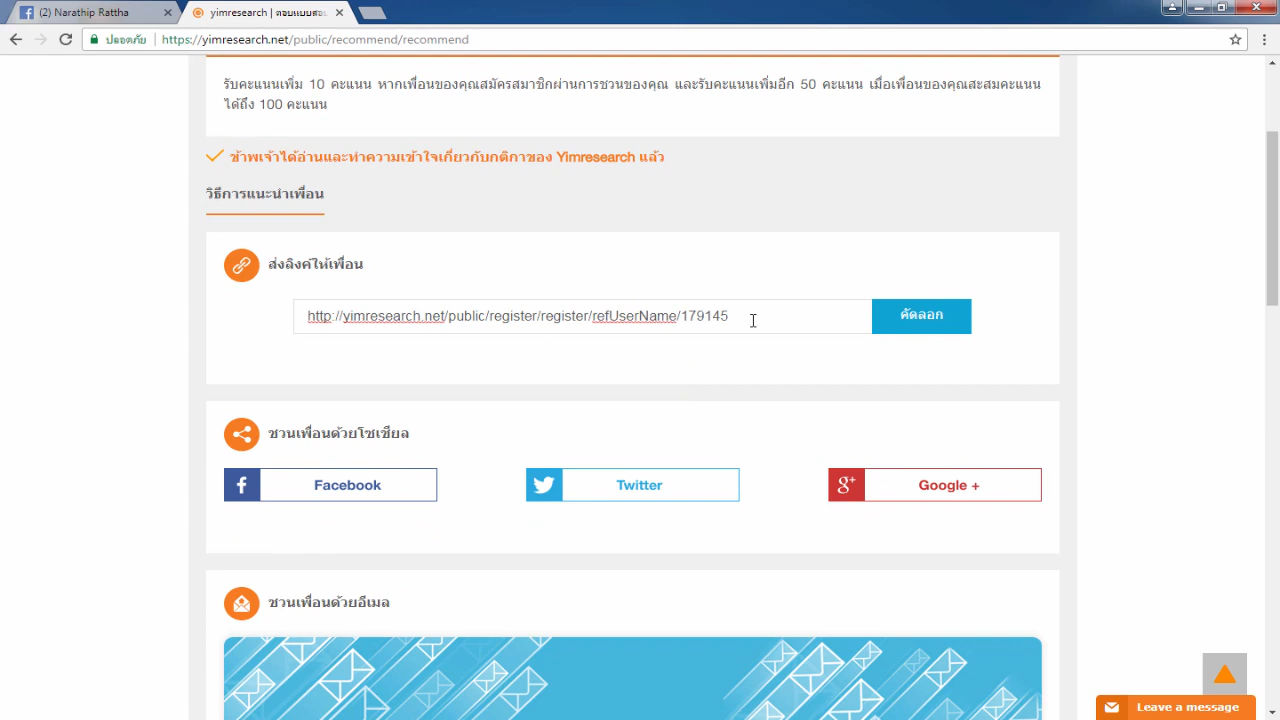 (2) Narathip Rattha
yimresearch | ตอบแบบสอบ
ปลอดภัย
https://yimresearch.net/public/recommend/recommend
รับคะแนนเพิ่ม 10 คะแนน หากเพื่อนของคุณสมัครสมาชิกผ่านการชวนของคุณ และรับคะแนนเพิ่มอีก 50 คะแนน เมื่อเพื่อนของคุณสะสมคะแนน
ได้ถึง 100 คะแนน
ข้าพเจ้าได้อ่านและทำความเข้าใจเกี่ยวกับกติกาของ Yimresearch แล้ว
วิธีการแนะนำเพื่อน
ส่งลิงค์ให้เพื่อน
http://yimresearch.net/public/register/register/refUserName/179145
คัดลอก
ชวนเพื่อนด้วยโซเชียล
f Facebook
Twitter
g+ Google +
ชวนเพื่อนด้วยอีเมล
Leave a message